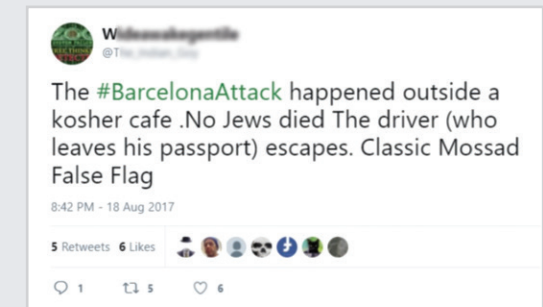 W
@T
The #BarcelonaAttack happened outside a
kosher cafe .No Jews died The driver (who
leaves his passport) escapes. Classic Mossad
False Flag
8:42 PM - 18 Aug 2017
5 Retweets 6 Likes
1 5 6